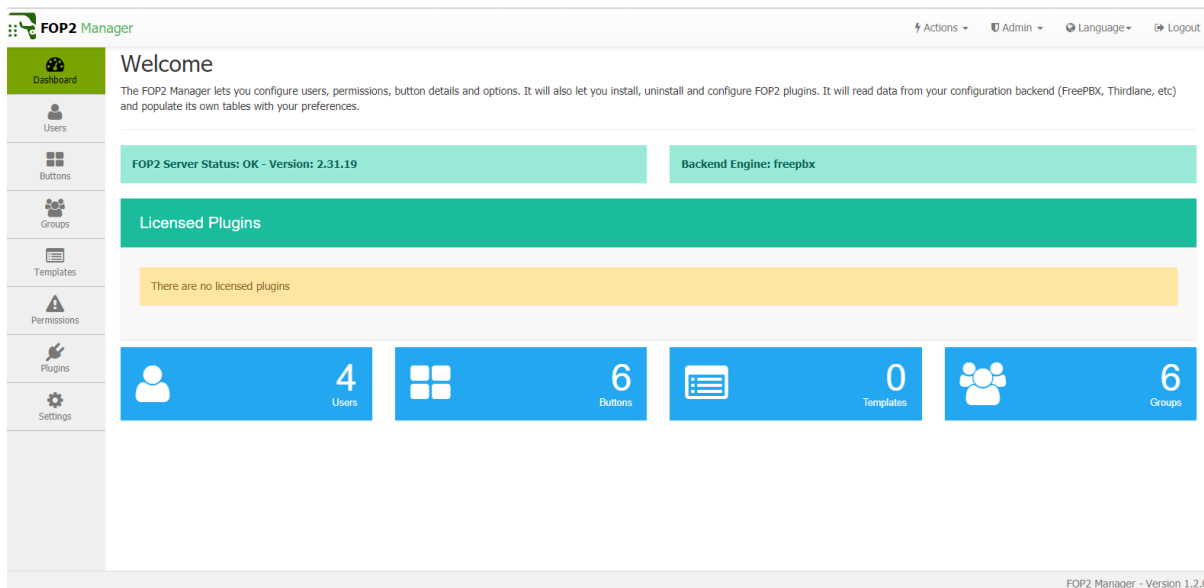 FOP2 Manager
Actions
Admin
Language
Logout
Dashboard
Users
Buttons
Groups
Templates
Permissions
Plugins
Settings
Welcome
The FOP2 Manager lets you configure users, permissions, button details and options. It will also let you install, uninstall and configure FOP2 plugins. It will read data from your configuration backend (FreePBX, Thirdlane, etc)
and populate its own tables with your preferences.
FOP2 Server Status: OK - Version: 2.31.19
Backend Engine: freepbx
Licensed Plugins
There are no licensed plugins
4
Users
6
Buttons
0
Templates
6
Groups
FOP2 Manager - Version 1.2.